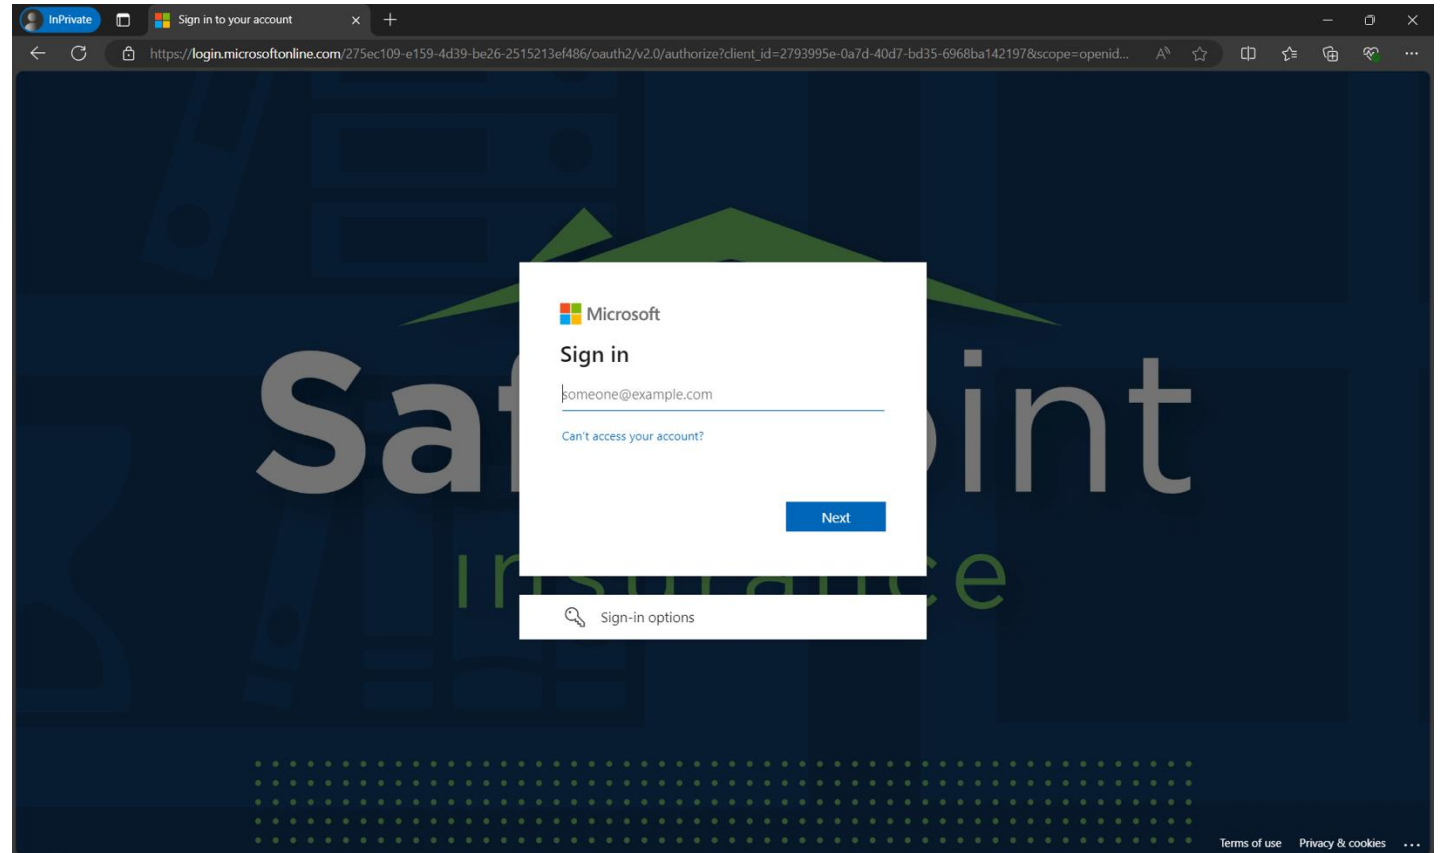 InPrivate
Sign in to your account
https://login.microsoftonline.com/275ec109-e159-4d39-be26-2515213ef486/oauth2/v2.0/authorize?client_id=2793995e-0a7d-40d7-bd35-6968ba142197&scope=openid...
Microsoft
Sign in
someone@example.com
Can't access your account?
Next
Sign-in options
Terms of use Privacy & cookies ...